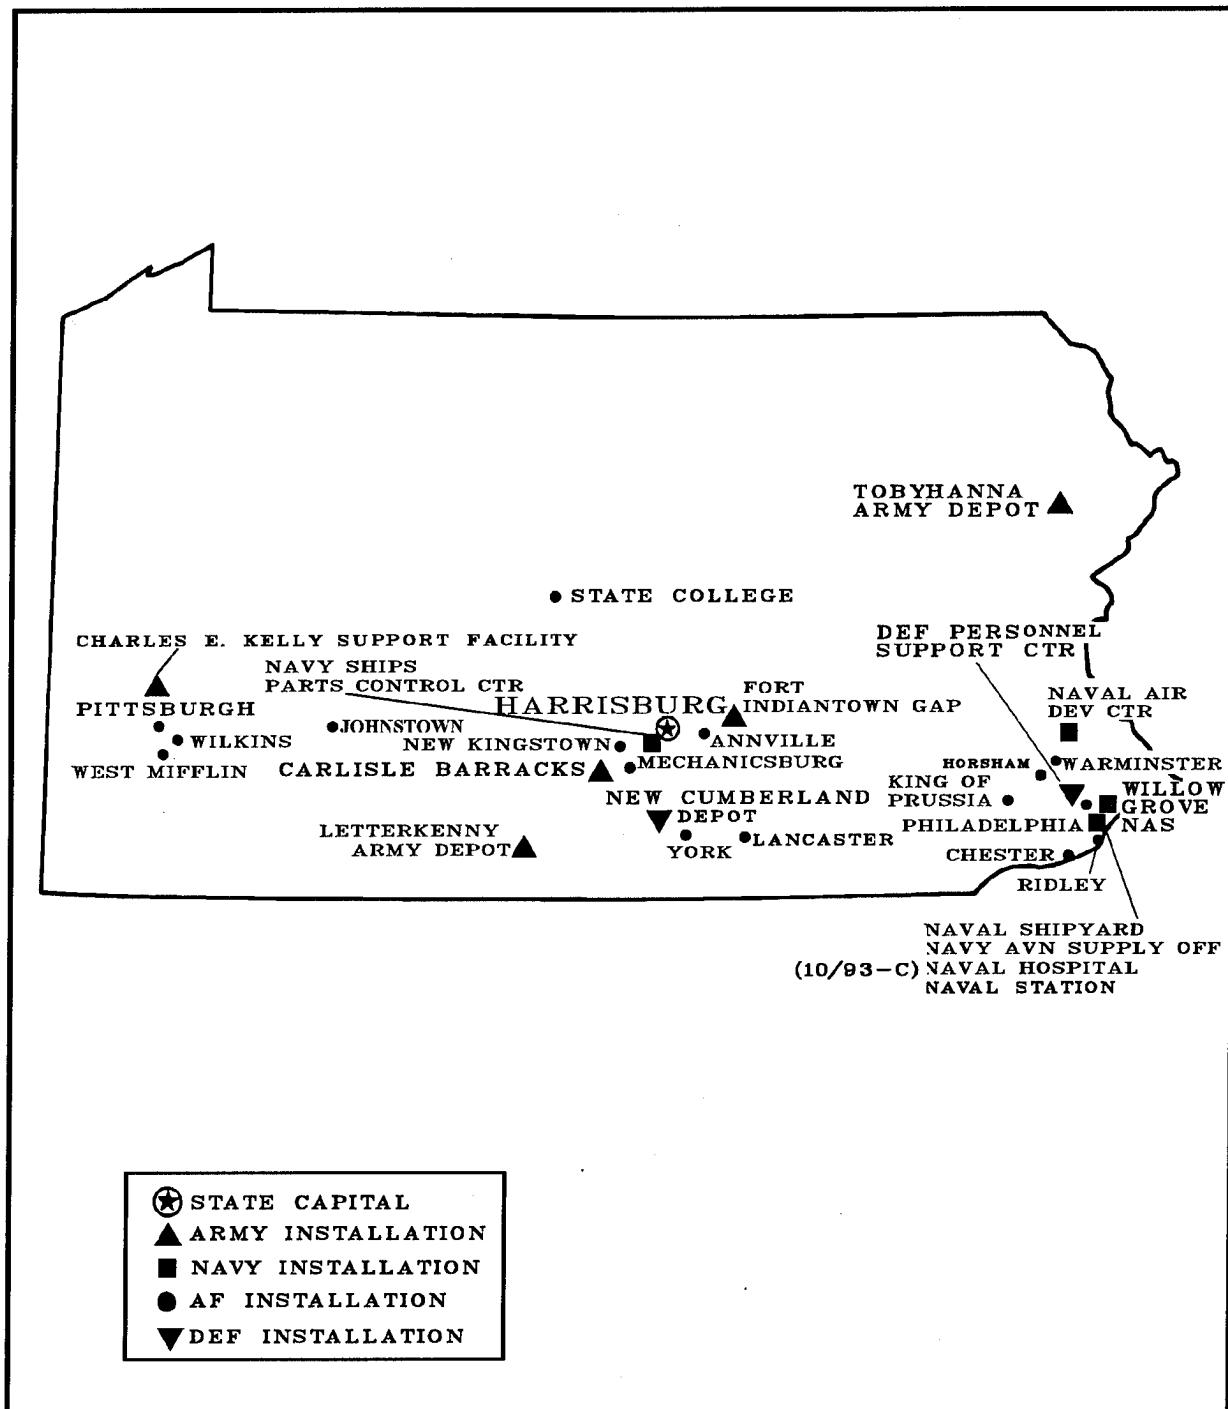 TOBYHANNA
ARMY DEPOT
STATE COLLEGE
DEF PERSONNEL
SUPPORT CTR
CHARLES E. KELLY SUPPORT FACILITY
NAVY SHIPS
PARTS CONTROL CTR
HARRISBURG
FORT
INDIANTOWN GAP
NAVAL AIR
DEV CTR
PITTSBURGH
JOHNSTOWN
WILKINS
NEW KINGSTOWN
ANNVILLE
WEST MIFFLIN
CARLISLE BARRACKS
MECHANICSBURG
HORSHAM
WARMINSTER
KING OF
PRUSSIA
WILLOW
GROVE
NAS
NEW CUMBERLAND
DEPOT
PHILADELPHIA
LETTERKENNY
ARMY DEPOT
YORK
LANCASTER
CHESTER
RIDLEY
NAVAL SHIPYARD
NAVY AVN SUPPLY OFF
(10/93-C) NAVAL HOSPITAL
NAVAL STATION
STATE CAPITAL
ARMY INSTALLATION
NAVY INSTALLATION
AF INSTALLATION
DEF INSTALLATION